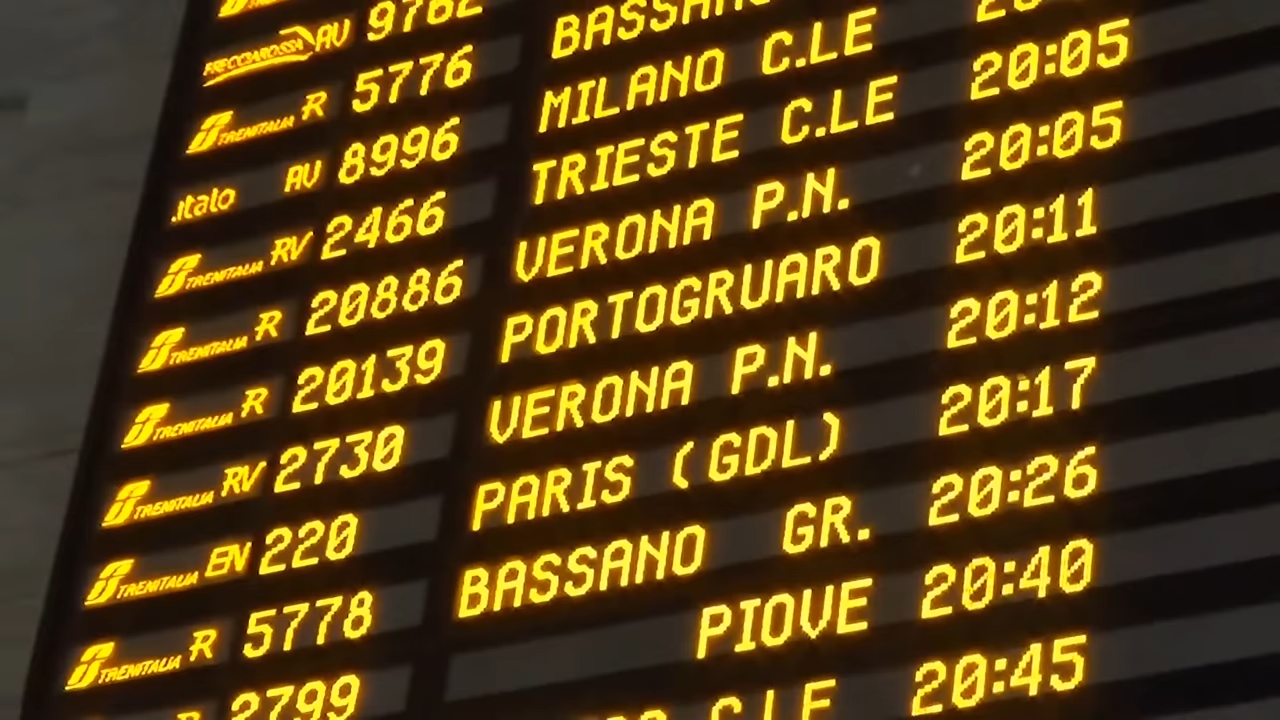 FRECCIAROSSA AV
TRENITALIA R 5776
italo AV 8996 MILANO C.LE
TRENITALIA RV 2466 TRIESTE C.LE 20:05
TRENITALIA R 20886 VERONA P.N. 20:05
TRENITALIA R 20139 PORTOGRUARO 20:11
TRENITALIA RV 2730 VERONA P.N. 20:12
TRENITALIA EN 220 PARIS (GDL) 20:17
TRENITALIA R 5778 BASSANO GR. 20:26
2799 PIOVE 20:40
C.LE 20:45